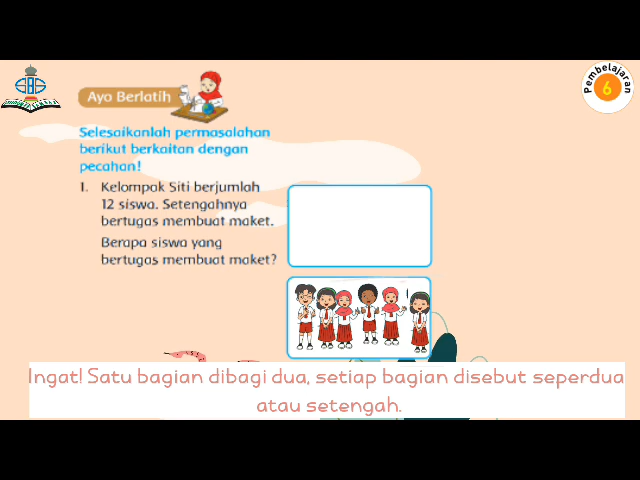 Pembelajaran
6
Ayo Berlatih
Selesaikanlah permasalahan
berikut berkaitan dengan
pecahan!
1. Kelompok Siti berjumlah
12 siswa. Setengahnya
bertugas membuat maket.
Berapa siswa yang
bertugas membuat maket?
Ingat! Satu bagian dibagi dua, setiap bagian disebut seperdua
atau setengah.